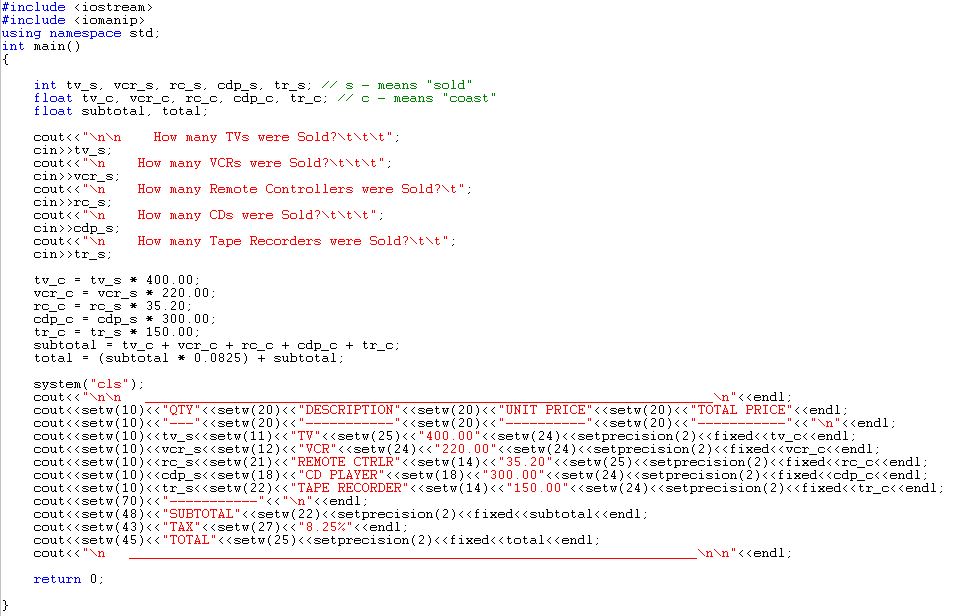 #include <iostream>
#include <iomanip>
using namespace std;
int main()
{
int tv_s, vcr_s, rc_s, cdp_s, tr_s; // s - means "sold"
float tv_c, vcr_c, rc_c, cdp_c, tr_c; // c - means "coast"
float subtotal, total;
cout<<"\n\n    How many TVs were Sold?\t\t\t";
cin>>tv_s;
cout<<"\n    How many VCRs were Sold?\t\t\t";
cin>>vcr_s;
cout<<"\n    How many Remote Controllers were Sold?\t";
cin>>rc_s;
cout<<"\n    How many CDs were Sold?\t\t\t";
cin>>cdp_s;
cout<<"\n    How many Tape Recorders were Sold?\t\t";
cin>>tr_s;
tv_c = tv_s * 400.00;
vcr_c = vcr_s * 220.00;
rc_c = rc_s * 35.20;
cdp_c = cdp_s * 300.00;
tr_c = tr_s * 150.00;
subtotal = tv_c + vcr_c + rc_c + cdp_c + tr_c;
total = (subtotal * 0.0825) + subtotal;
system("cls");
cout<<"\n\n   _______________________________________________________________________\n"<<endl;
cout<<setw(10)<<"QTY"<<setw(20)<<"DESCRIPTION"<<setw(20)<<"UNIT PRICE"<<setw(20)<<"TOTAL PRICE"<<endl;
cout<<setw(10)<<"---"<<setw(20)<<"-----------"<<setw(20)<<"----------"<<setw(20)<<"-----------"<<"\n"<<endl;
cout<<setw(10)<<tv_s<<setw(11)<<"TV"<<setw(25)<<"400.00"<<setw(24)<<setprecision(2)<<fixed<<tv_c<<endl;
cout<<setw(10)<<vcr_s<<setw(12)<<"VCR"<<setw(24)<<"220.00"<<setw(24)<<setprecision(2)<<fixed<<vcr_c<<endl;
cout<<setw(10)<<rc_s<<setw(21)<<"REMOTE CTRLR"<<setw(14)<<"35.20"<<setw(25)<<setprecision(2)<<fixed<<rc_c<<endl;
cout<<setw(10)<<cdp_s<<setw(18)<<"CD PLAYER"<<setw(18)<<"300.00"<<setw(24)<<setprecision(2)<<fixed<<cdp_c<<endl;
cout<<setw(10)<<tr_s<<setw(22)<<"TAPE RECORDER"<<setw(14)<<"150.00"<<setw(24)<<setprecision(2)<<fixed<<tr_c<<endl;
cout<<setw(70)<<"-----------"<<"\n"<<endl;
cout<<setw(48)<<"SUBTOTAL"<<setw(22)<<setprecision(2)<<fixed<<subtotal<<endl;
cout<<setw(43)<<"TAX"<<setw(27)<<"8.25%"<<endl;
cout<<setw(45)<<"TOTAL"<<setw(25)<<setprecision(2)<<fixed<<total<<endl;
cout<<"\n   _______________________________________________________________________\n\n"<<endl;
return 0;
}